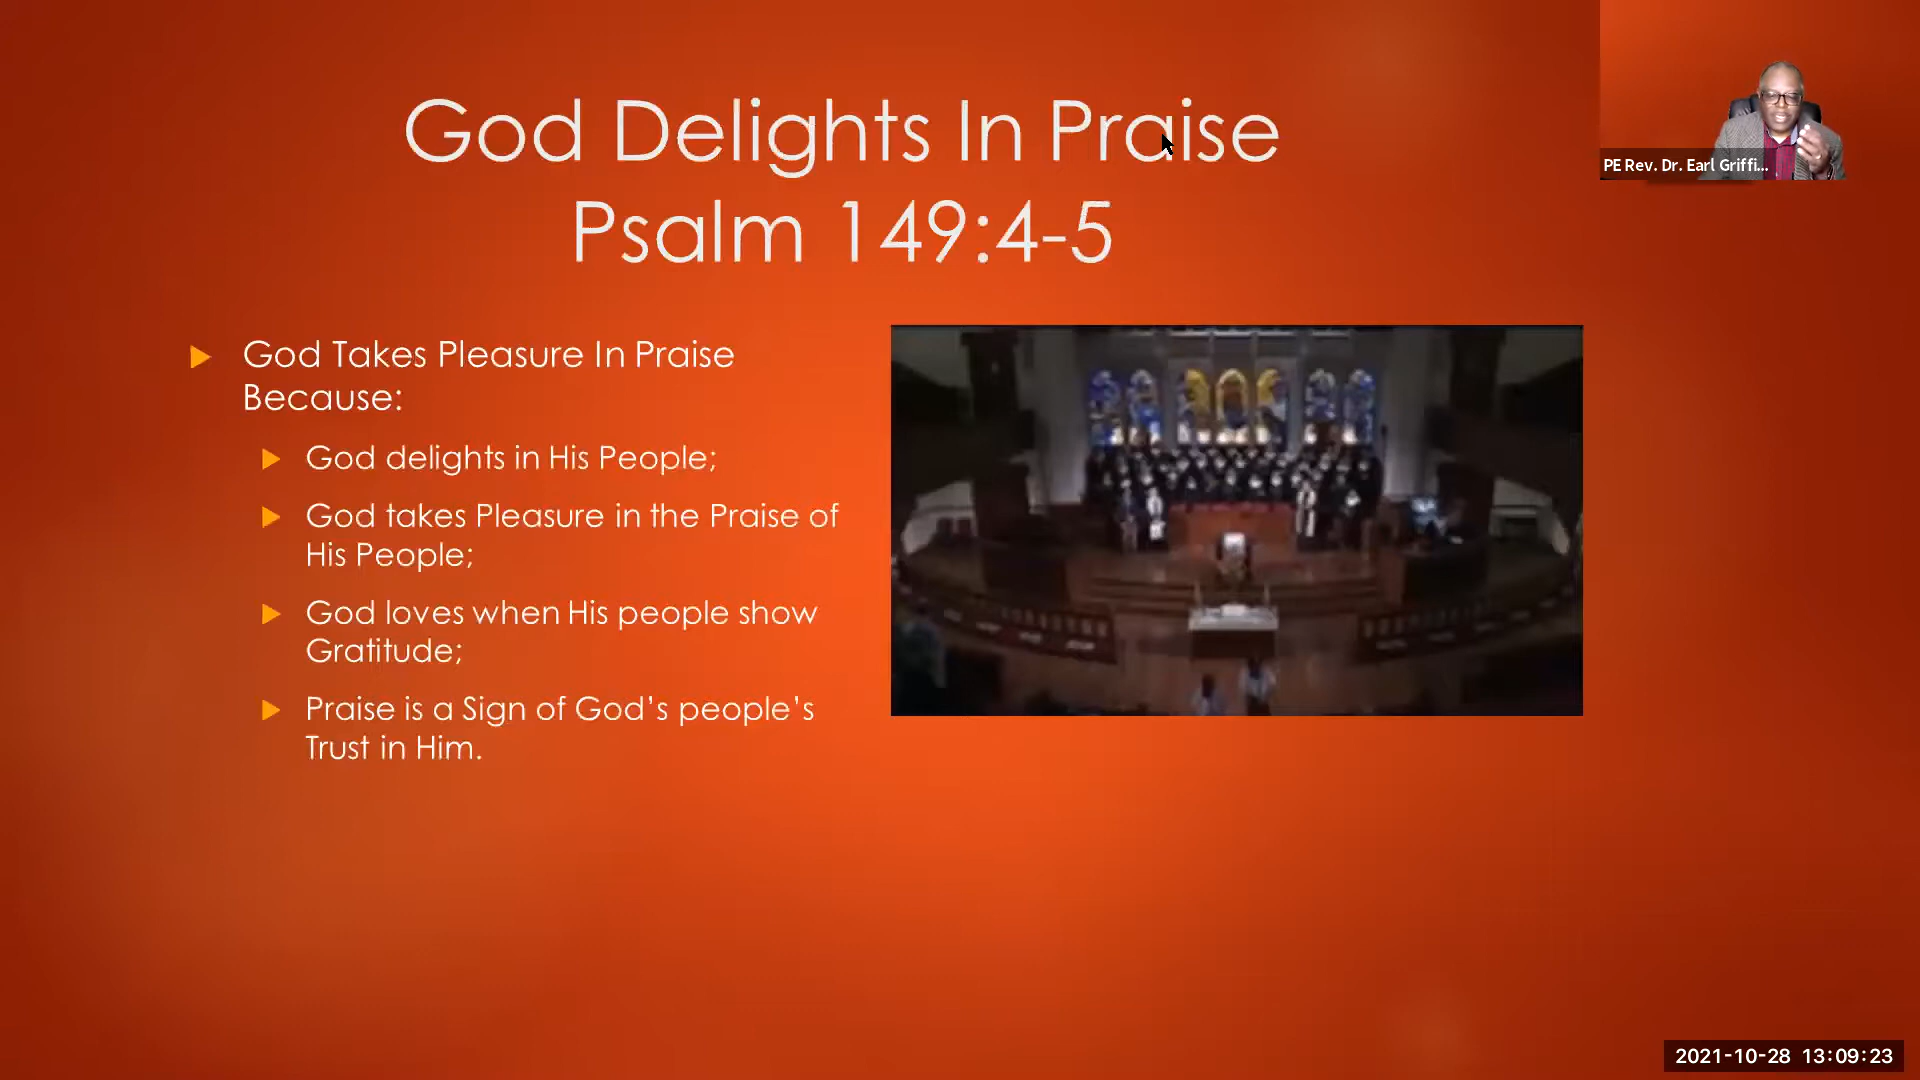 God Delights In Praise
Psalm 149:4-5
PE Rev. Dr. Earl Griffi...
God Takes Pleasure In Praise
Because:
God delights in His People;
God takes Pleasure in the Praise of
His People;
God loves when His people show
Gratitude;
Praise is a Sign of God's people's
Trust in Him.
2021-10-28 13:09:23